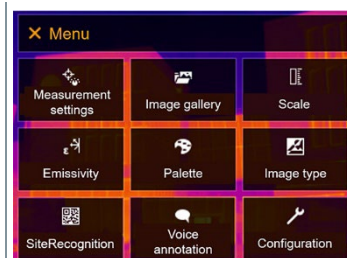 Menu
Measurement
settings
Image gallery
Scale
ε
Emissivity
Palette
Image type
SiteRecognition
Voice
annotation
Configuration